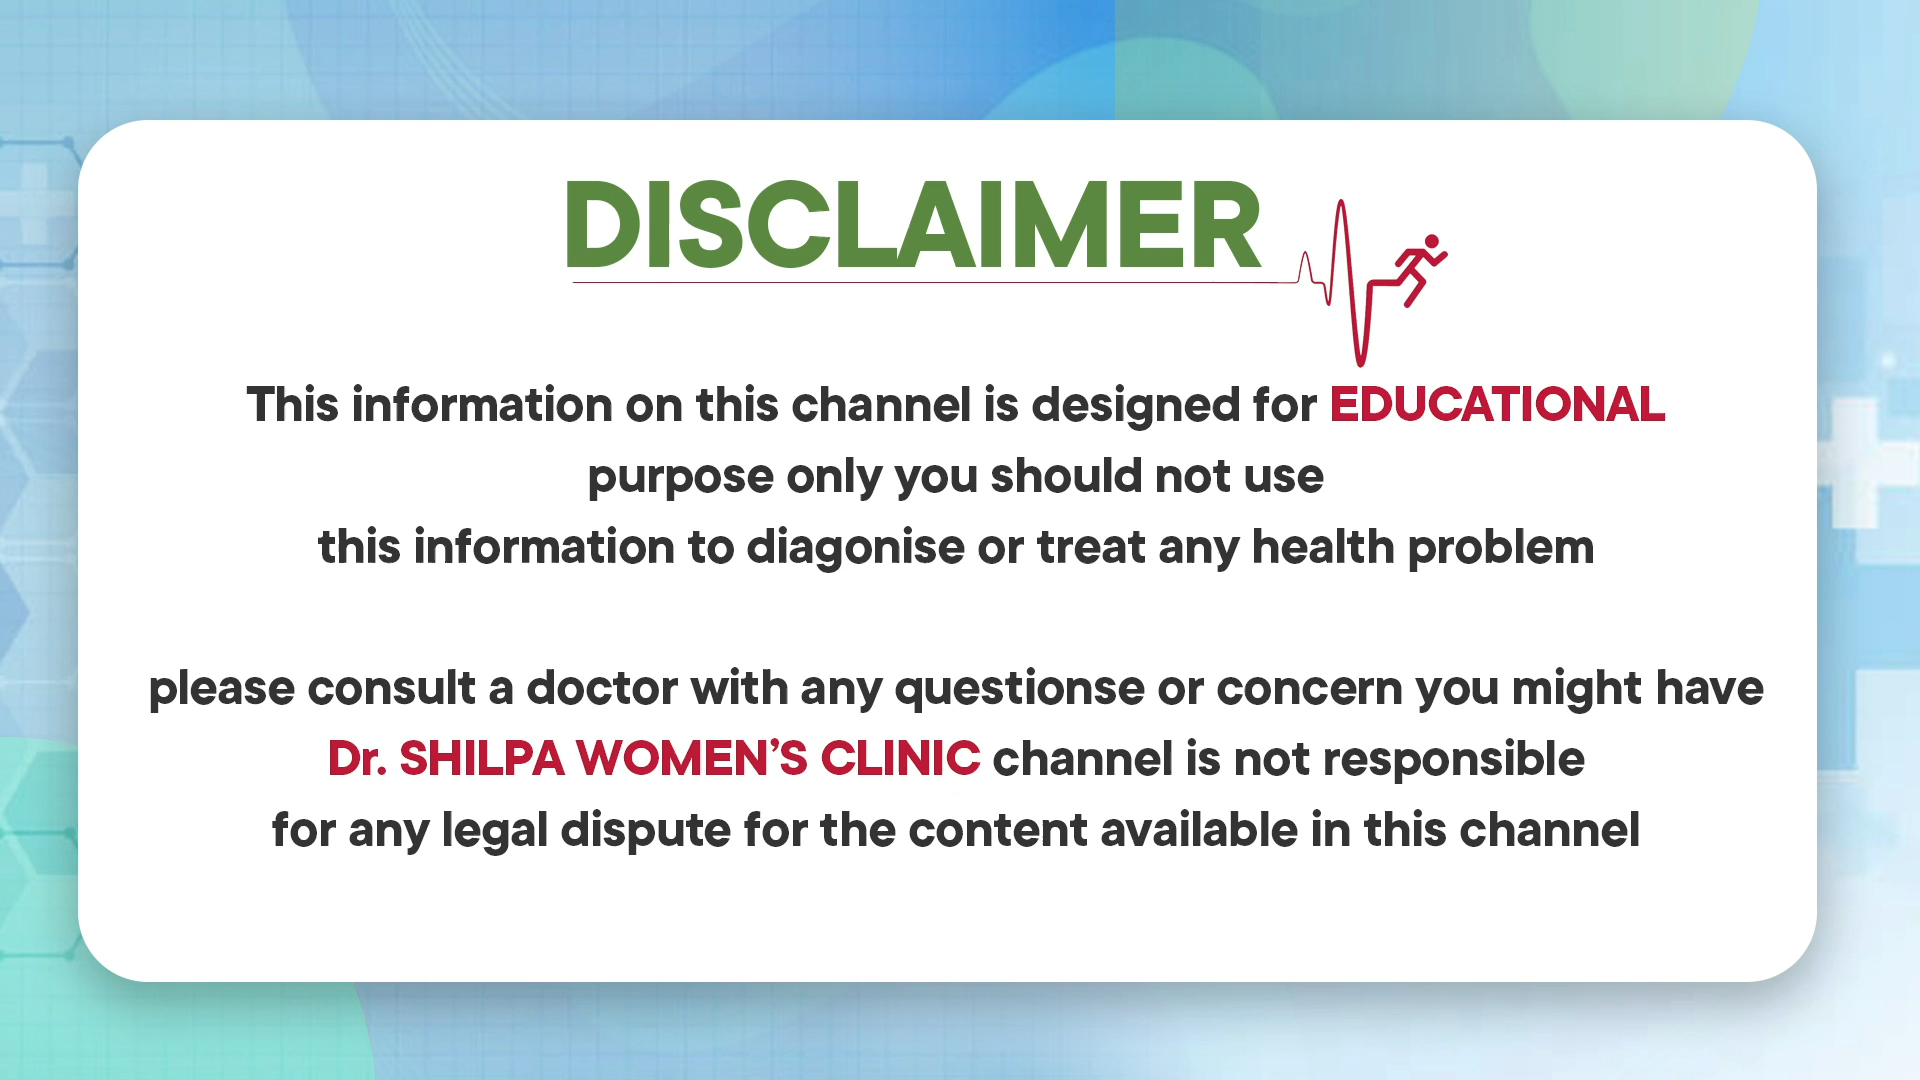 DISCLAIMER
This information on this channel is designed for EDUCATIONAL
purpose only you should not use
this information to diagonise or treat any health problem
please consult a doctor with any questionse or concern you might have
Dr. SHILPA WOMEN’S CLINIC channel is not responsible
for any legal dispute for the content available in this channel